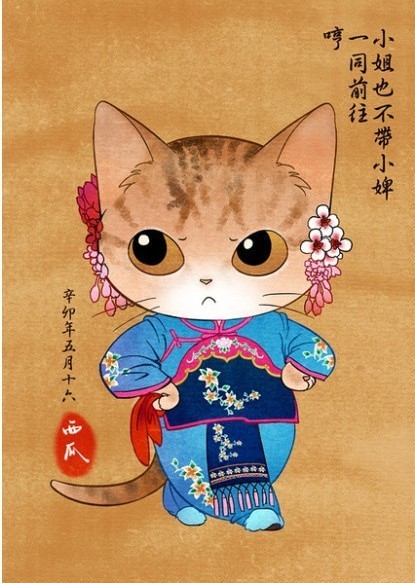 小姐也不帶小婢
一同前往
哼
辛卯年五月十六
西瓜